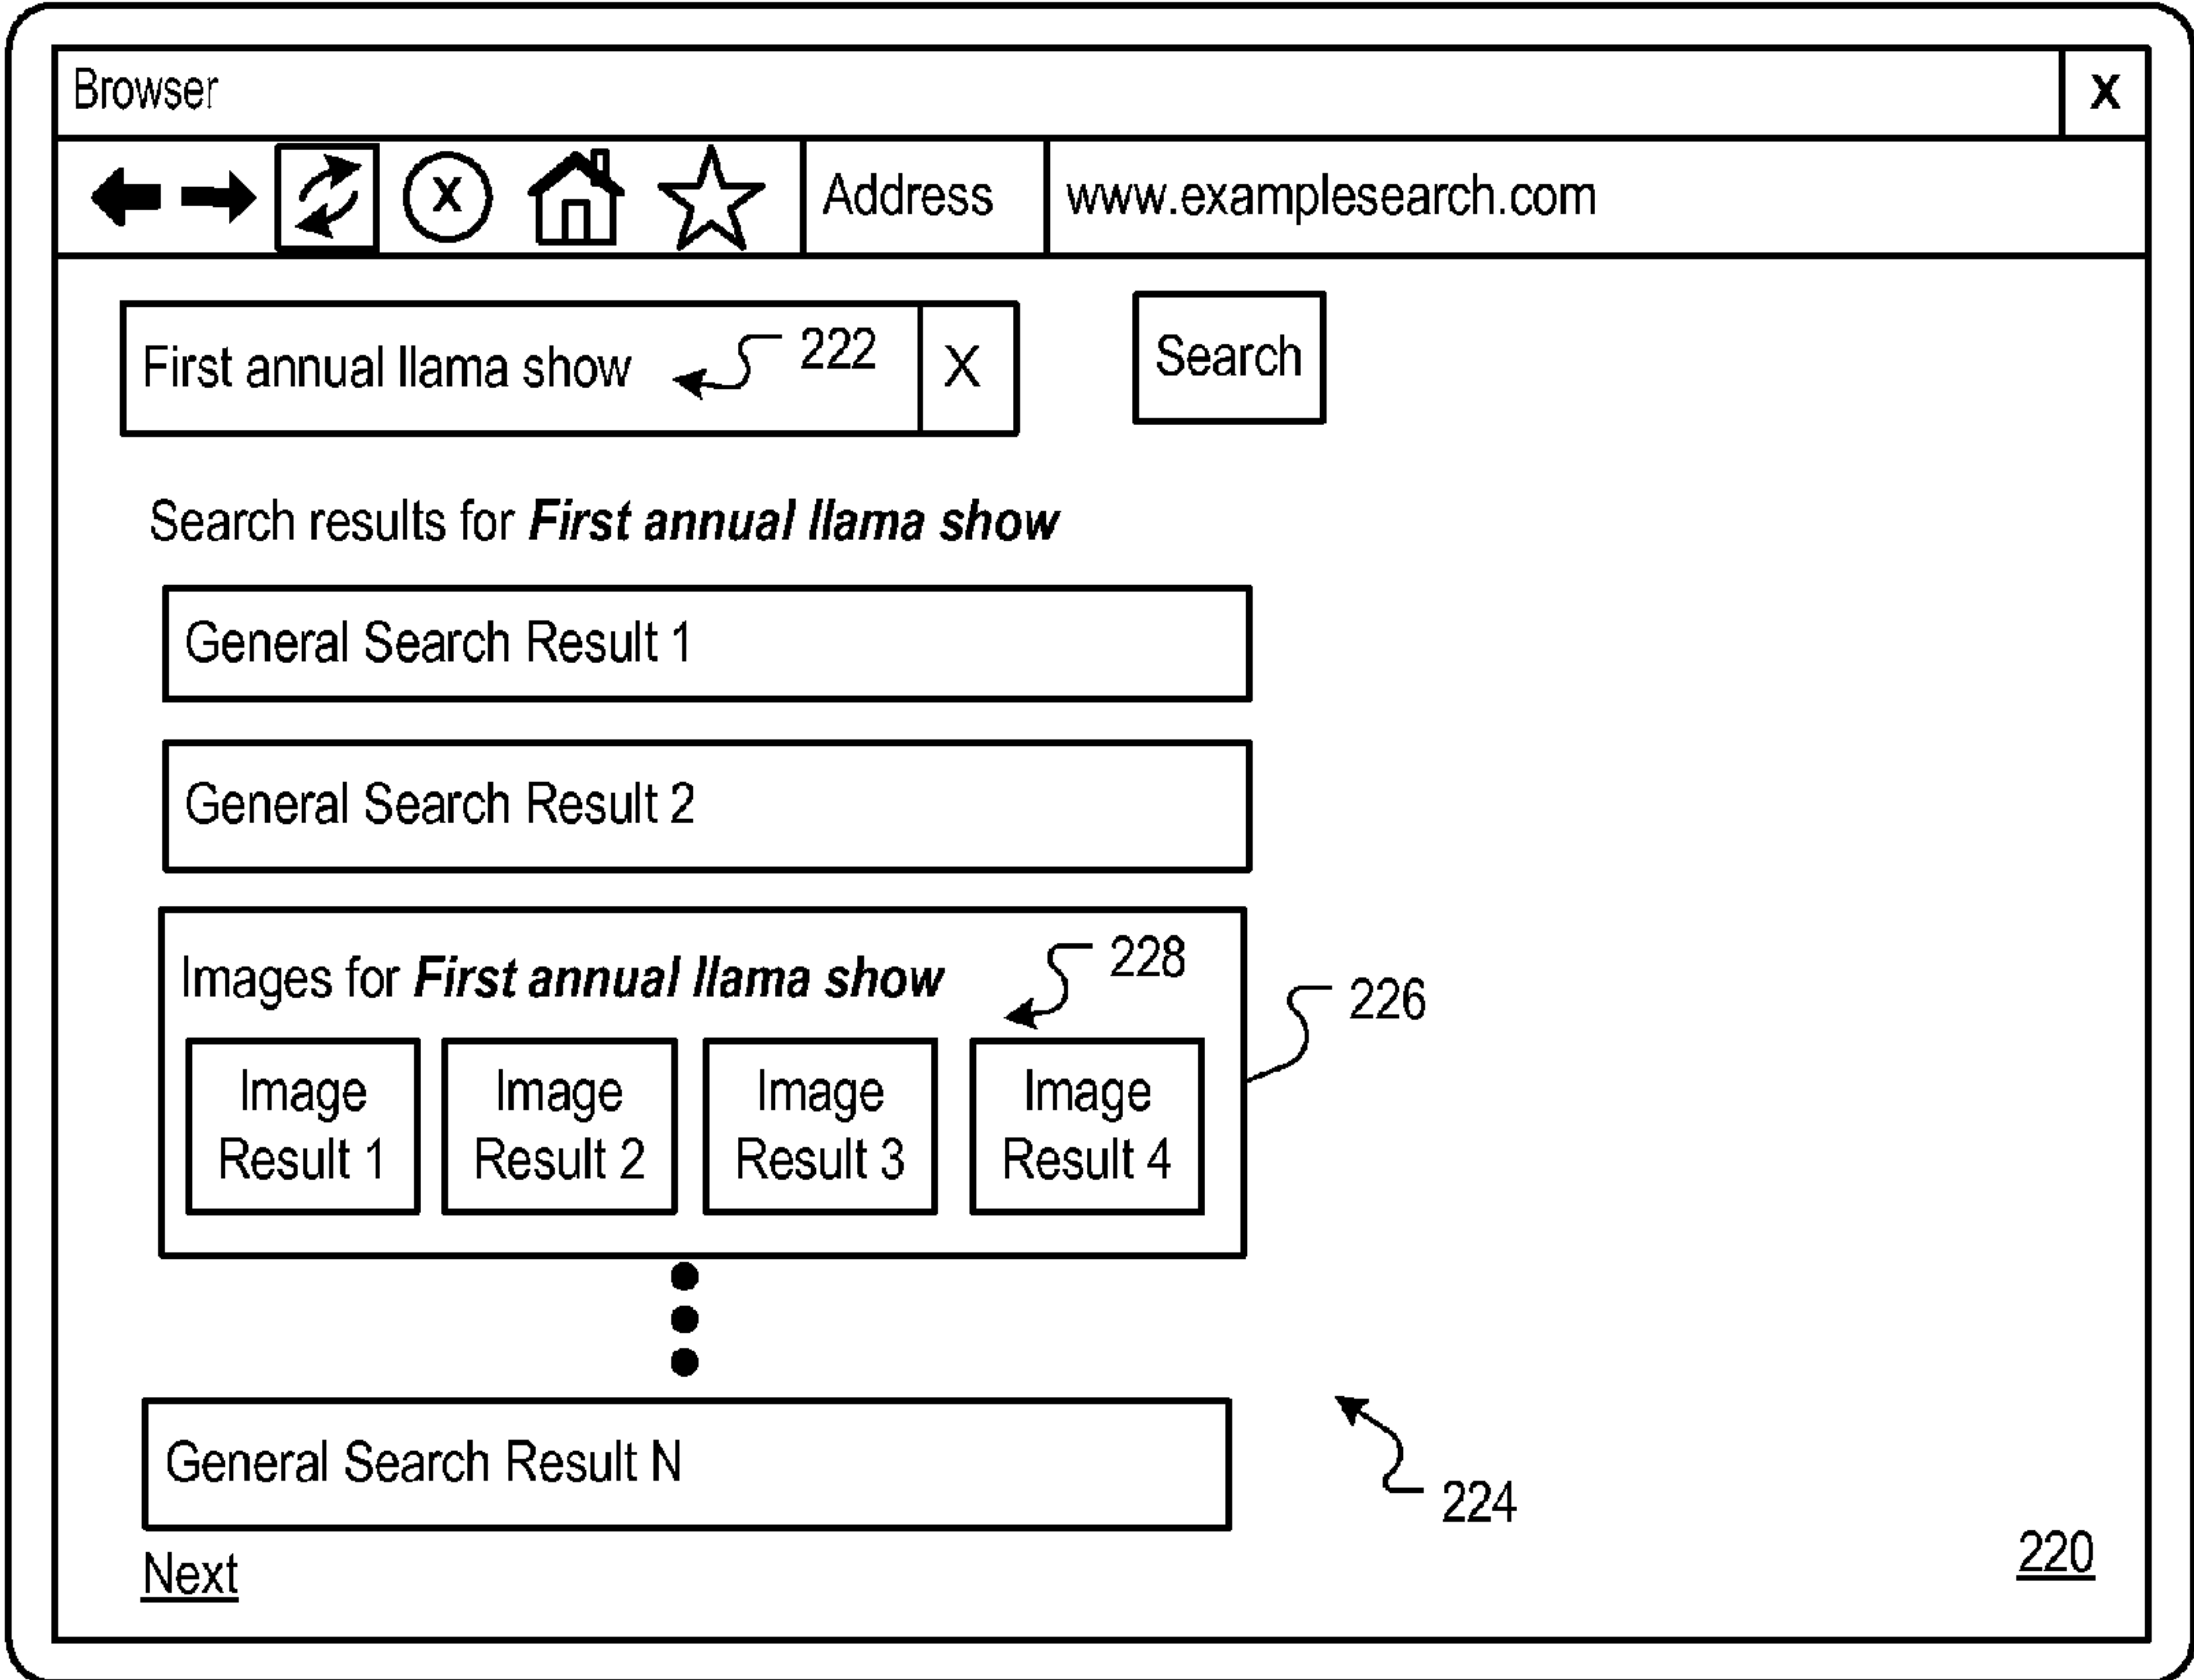 Browser X
X Address www.examplesearch.com
First annual llama show 222 X Search
Search results for First annual llama show
General Search Result 1
General Search Result 2
Images for First annual llama show 228
226
Image Result 1
Image Result 2
Image Result 3
Image Result 4
General Search Result N
224
Next
220